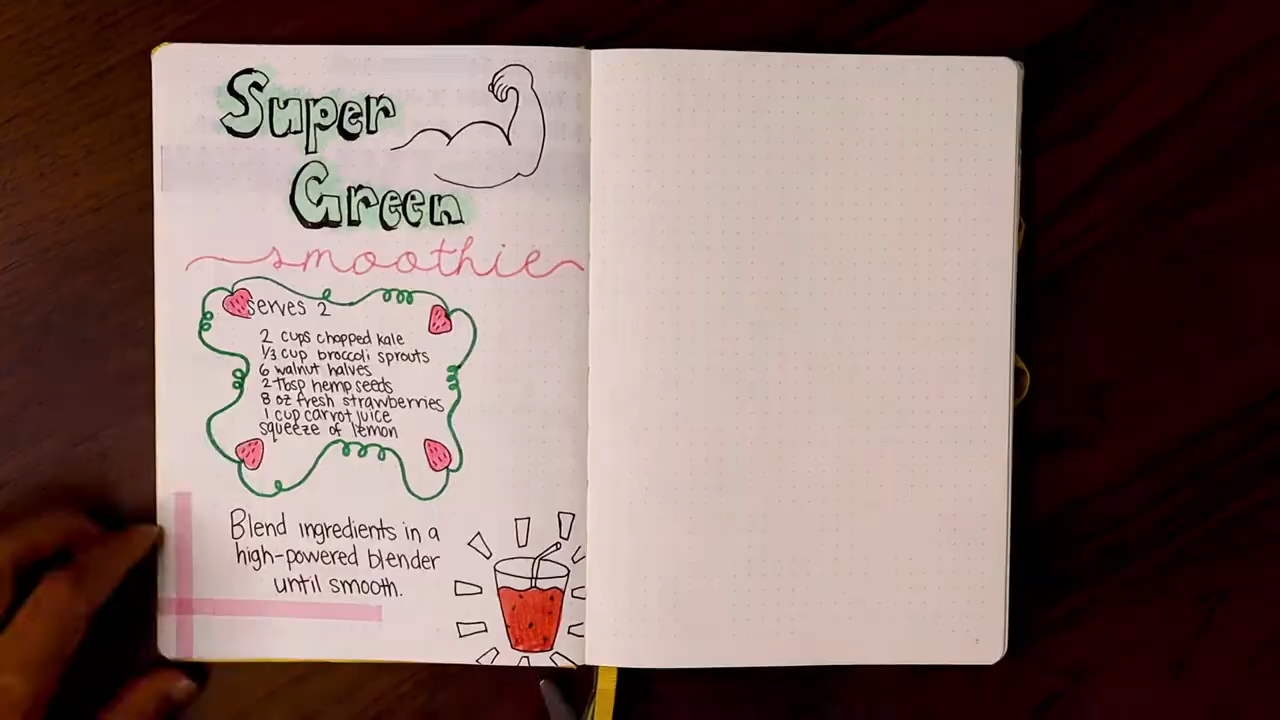 Super
Green
smoothie
serves 2
2 cups chopped kale
1/3 cup broccoli sprouts
6 walnut halves
2 tbsp hemp seeds
8 oz fresh strawberries
1 cup carrot juice
squeeze of lemon
Blend ingredients in a
high-powered blender
until smooth.